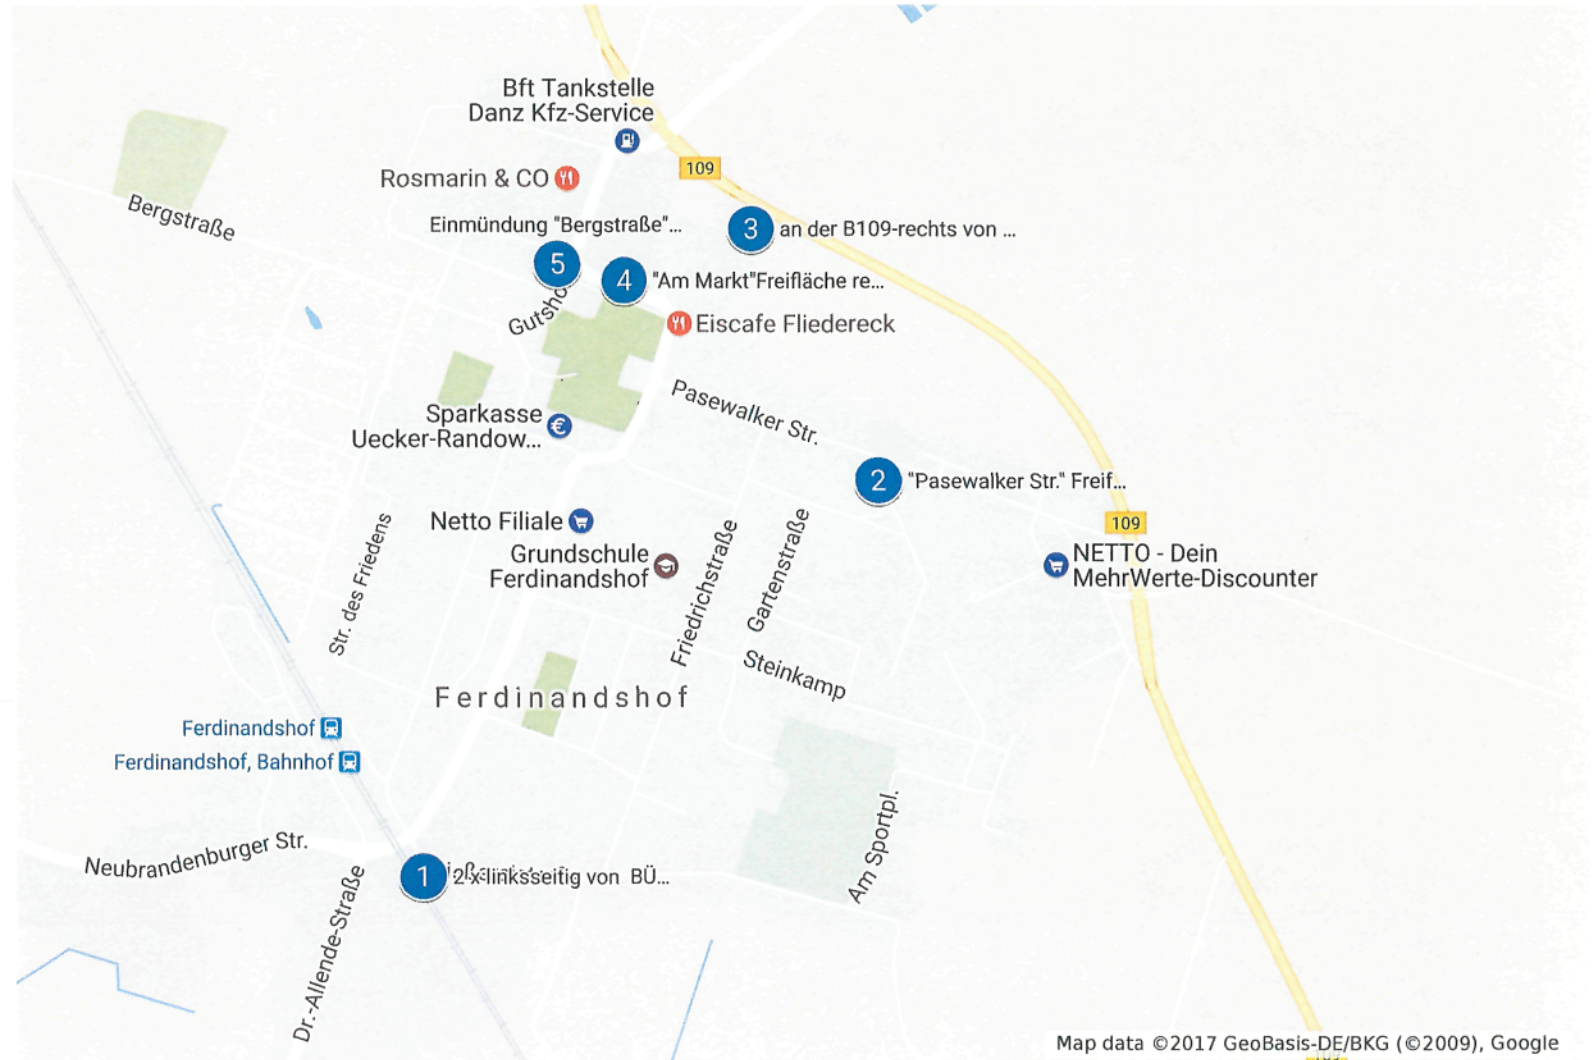 Bft Tankstelle
Danz Kfz-Service
109
Rosmarin & CO
Bergstraße
Einmündung "Bergstraße"...
3 an der B109-rechts von ...
5
4 "Am Markt"Freifläche re...
Gutsho
Eiscafe Fliedereck
Pasewalker Str.
Sparkasse
Uecker-Randow...
€
2 "Pasewalker Str." Freif...
109
Netto Filiale
Grundschule
Ferdinandshof
NETTO - Dein
MehrWerte-Discounter
Str. des Friedens
Friedrichstraße
Gartenstraße
Steinkamp
Ferdinandshof
Ferdinandshof
Ferdinandshof, Bahnhof
Am Sportpl.
Neubrandenburger Str.
1 2 x linksseitig von BÜ...
Dr.-Allende-Straße
Map data ©2017 GeoBasis-DE/BKG (©2009), Google